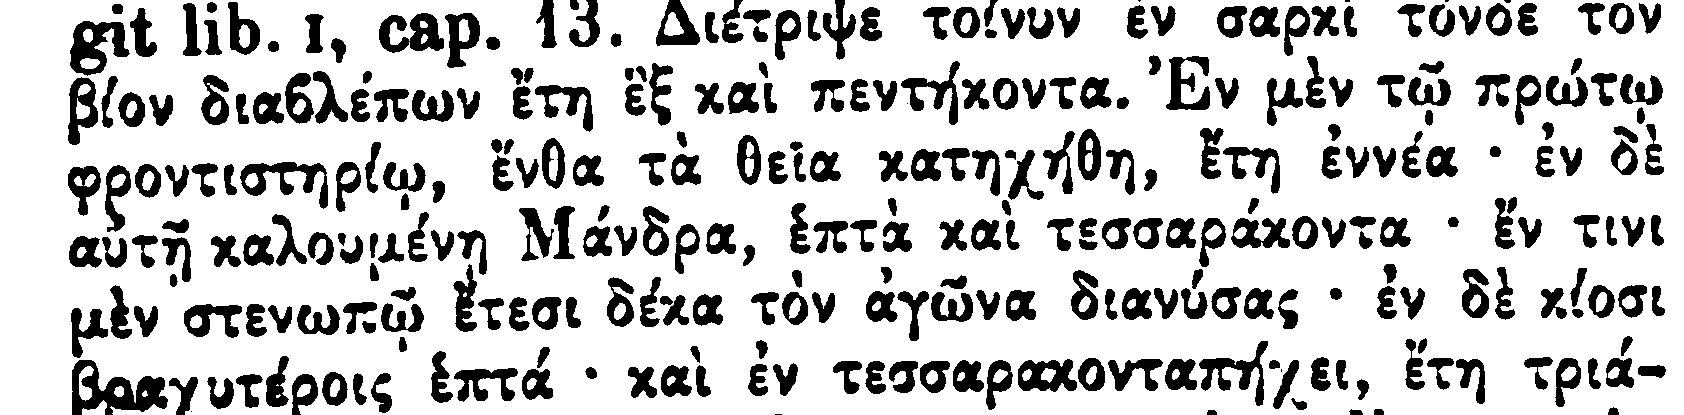 git lib. I, cap. 13. Διέτριψε τοίνυν ἐν σαρκὶ τόνδε τὸν
βίον διαβλέπων ἔτη ἓξ καὶ πεντήκοντα. Ἐν μὲν τῷ πρώτῳ
φροντιστηρίῳ, ἔνθα τὰ θεῖα κατηχήθη, ἔτη ἐννέα · ἐν δὲ
αὐτῇ καλουμένῃ Μάνδρα, ἑπτὰ καὶ τεσσαράκοντα · ἔν τινι
μὲν στενωπῷ ἔτεσι δέκα τὸν ἀγῶνα διανύσας · ἐν δὲ κίοσι
βραχυτέροις ἑπτά · καὶ ἐν τεσσαρακονταπήχει, ἔτη τριά-